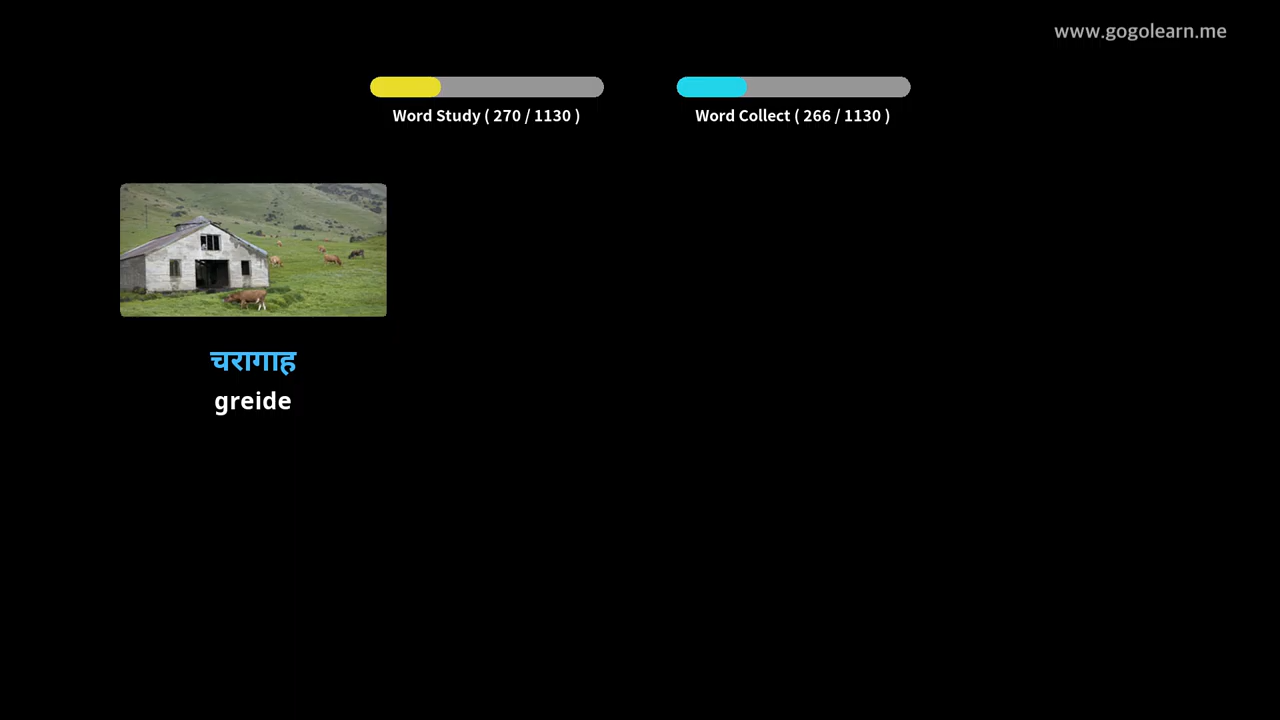 www.gogolearn.me
Word Study ( 270 / 1130 )
Word Collect ( 266 / 1130 )
चरागाह
greide